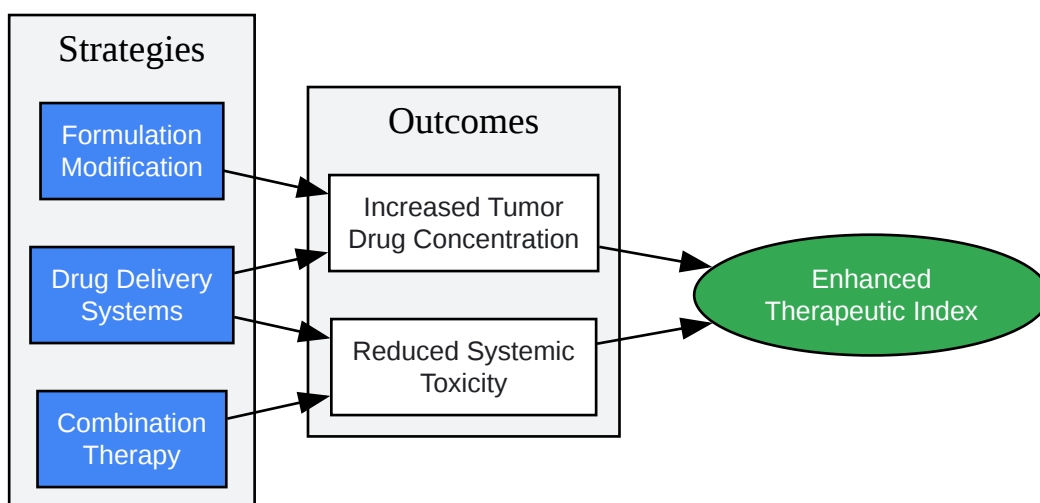 Strategies
Formulation
Modification
Drug Delivery
Systems
Combination
Therapy
Outcomes
Increased Tumor
Drug Concentration
Reduced Systemic
Toxicity
Enhanced
Therapeutic Index